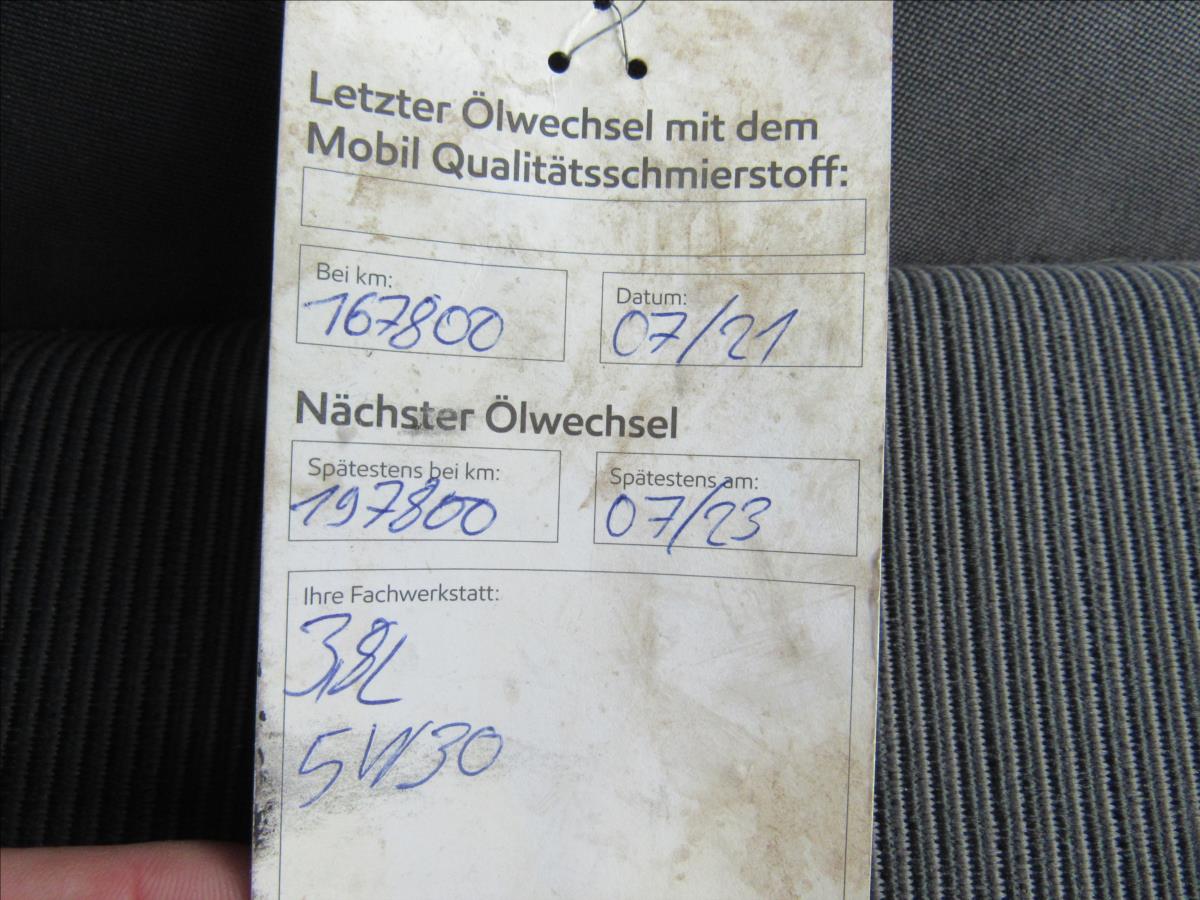 Letzter Ölwechsel mit dem
Mobil Qualitätsschmierstoff:
Bei km:
167800
Datum:
07/21
Nächster Ölwechsel
Spätestens bei km:
197800
Spätestens am:
07/23
Ihre Fachwerkstatt:
3,8L
5W30